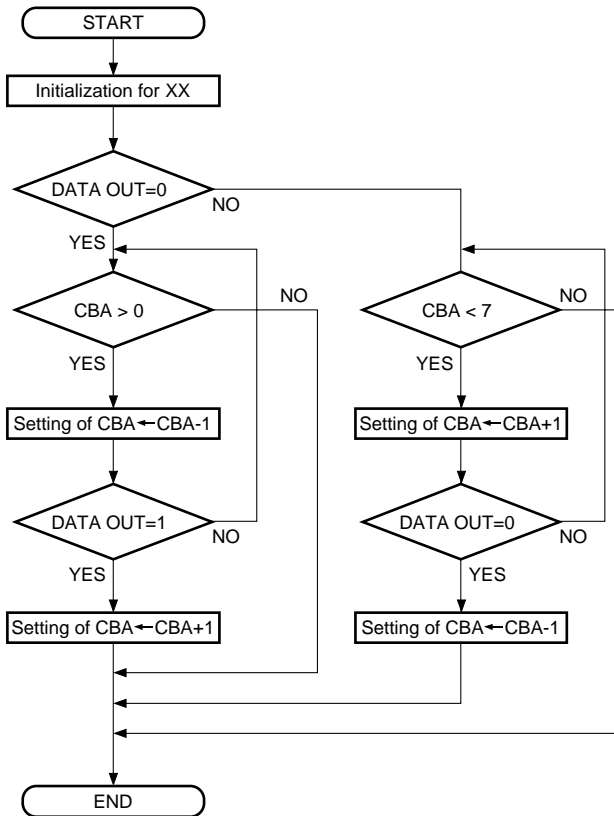 START
Initialization for XX
DATA OUT=0
NO
YES
CBA > 0
NO
YES
Setting of CBA←CBA-1
DATA OUT=1
NO
YES
Setting of CBA←CBA+1
CBA < 7
NO
YES
Setting of CBA←CBA+1
DATA OUT=0
NO
YES
Setting of CBA←CBA-1
END